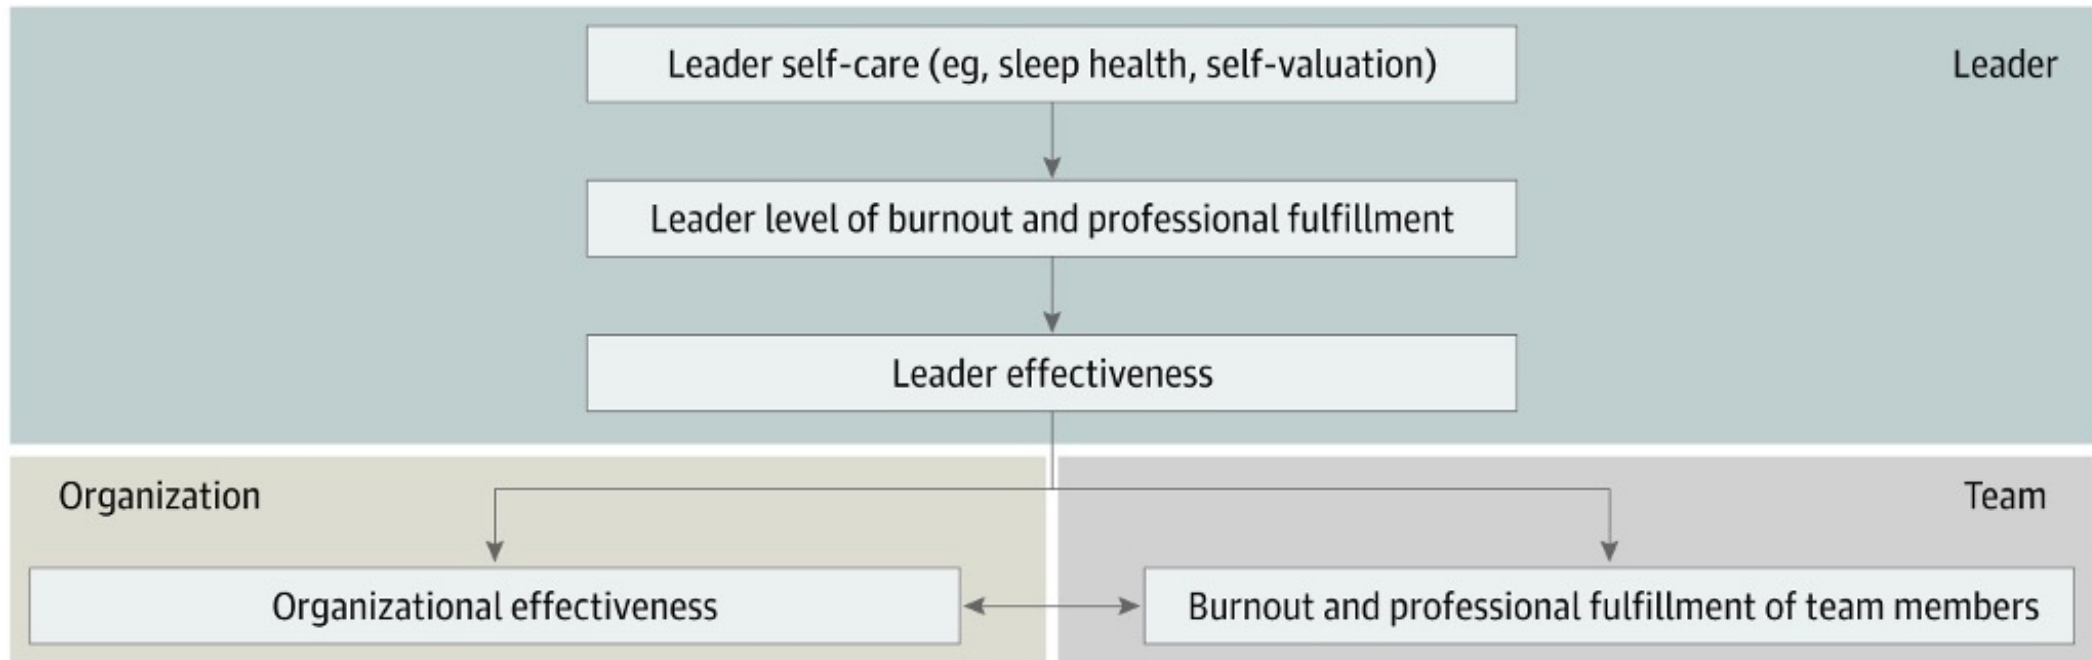 Leader self-care (eg, sleep health, self-valuation)
Leader
Leader level of burnout and professional fulfillment
Leader effectiveness
Organization
Team
Organizational effectiveness
Burnout and professional fulfillment of team members